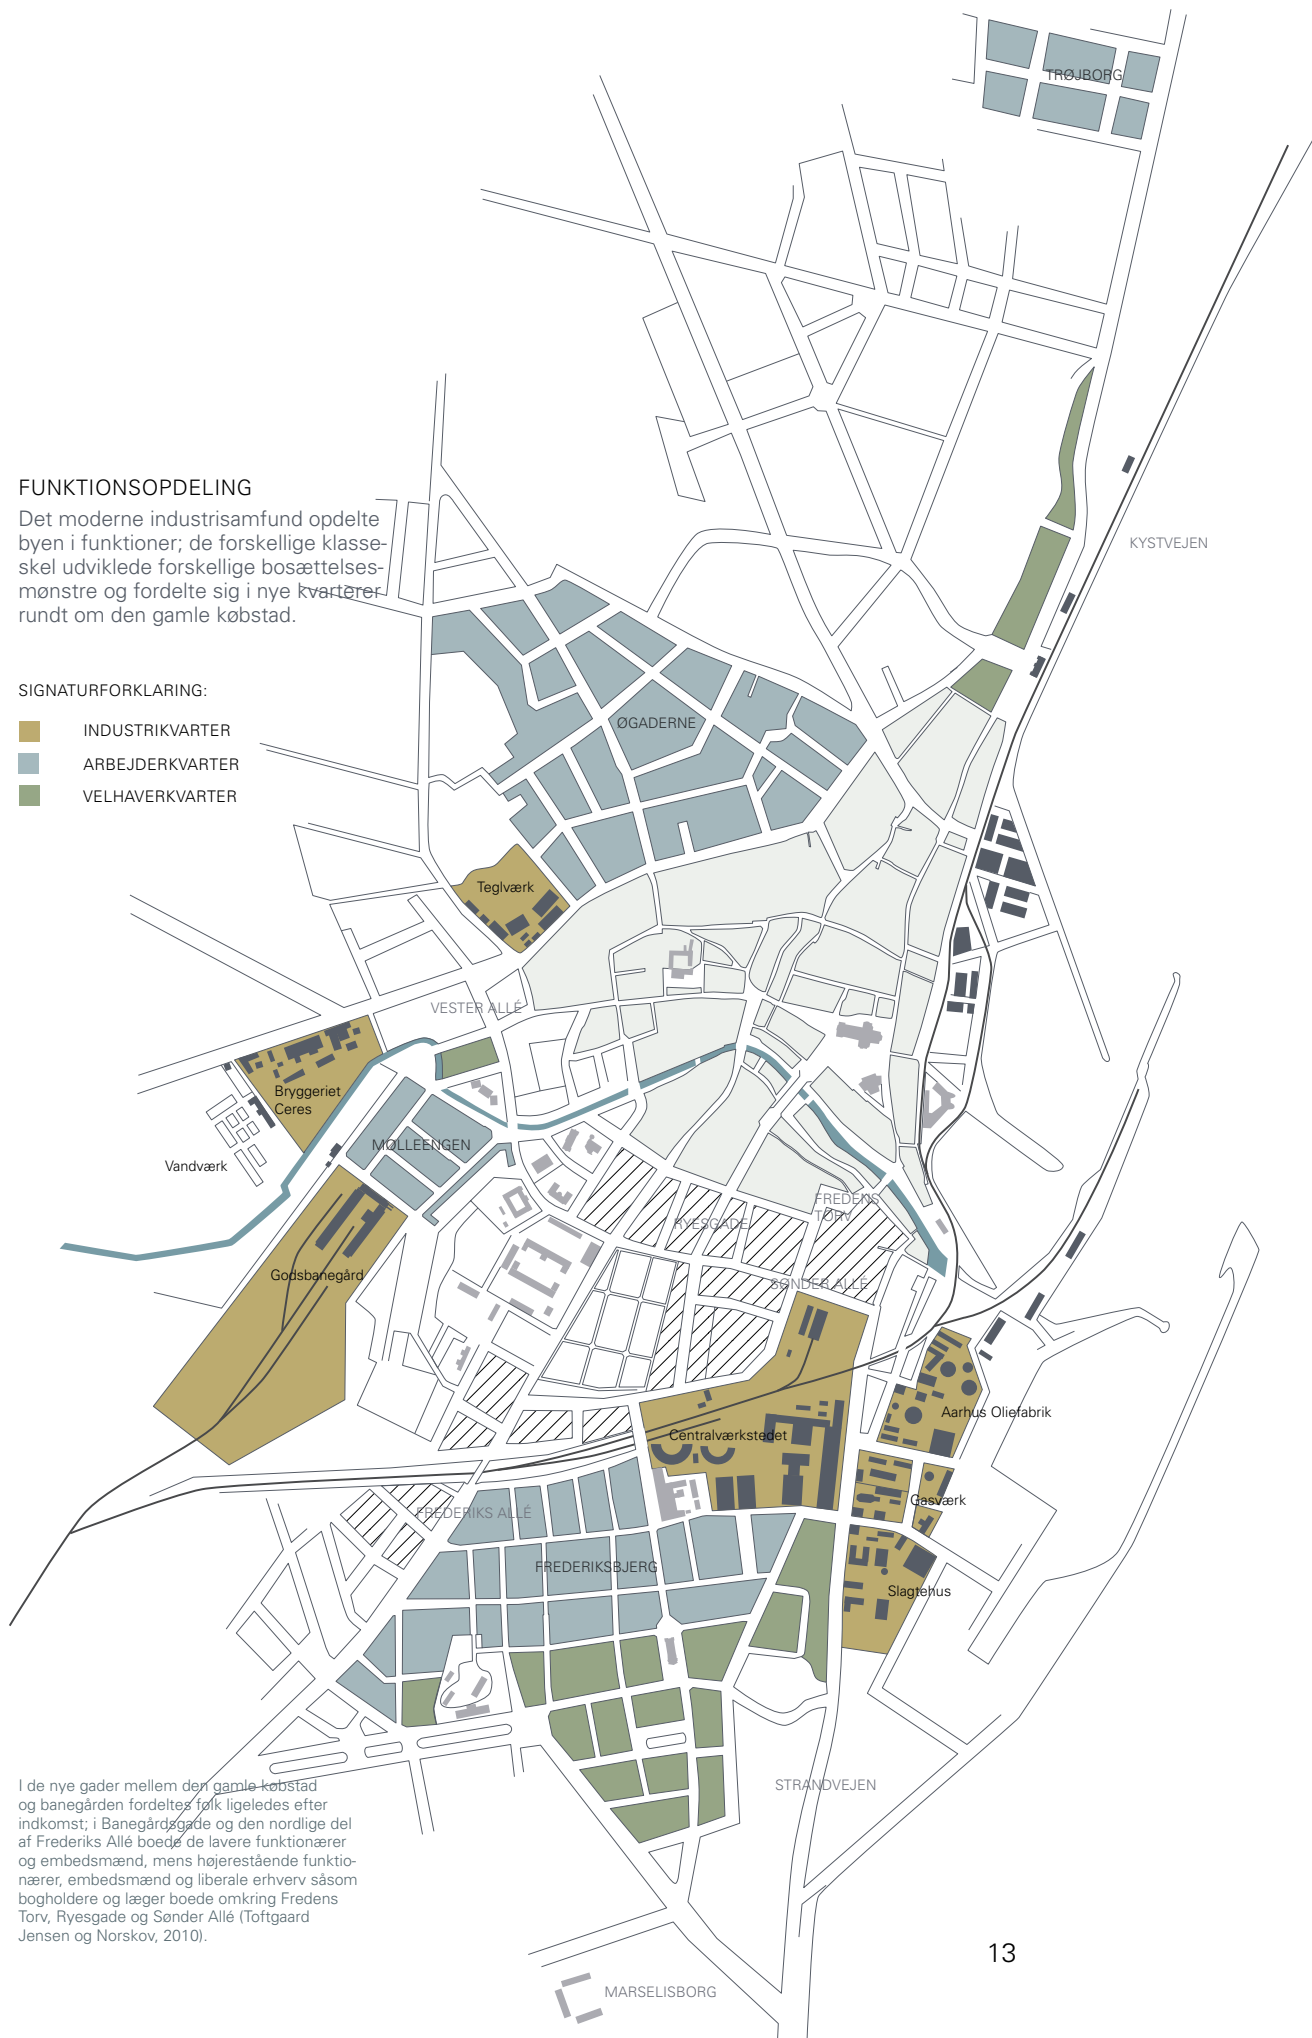 TRØJBORG
FUNKTIONSOPDELING
Det moderne industrisamfund opdelte
byen i funktioner; de forskellige klasse-
skel udviklede forskellige bosættelses-
mønstre og fordelte sig i nye kvarterer
rundt om den gamle købstad.
KYSTVEJEN
SIGNATURFORKLARING:
INDUSTRIKVARTER
ARBEJDERKVARTER
VELHAVERKVARTER
ØGADERNE
Teglværk
VESTER ALLÉ
Bryggeriet
Ceres
MØLLEENGEN
Vandværk
FREDENS
TORV
RYESGADE
Godsbanegård
SØNDER ALLÉ
Aarhus Oliefabrik
Centralværkstedet
Gasværk
FREDERIKS ALLÉ
FREDERIKSBJERG
Slagtehus
STRANDVEJEN
I de nye gader mellem den gamle købstad
og banegården fordeltes folk ligeledes efter
indkomst; i Banegårdsgade og den nordlige del
af Frederiks Allé boede de lavere funktionærer
og embedsmænd, mens højerestående funktio-
nærer, embedsmænd og liberale erhverv såsom
bogholdere og læger boede omkring Fredens
Torv, Ryesgade og Sønder Allé (Toftgaard
Jensen og Norskov, 2010).
13
MARSELISBORG